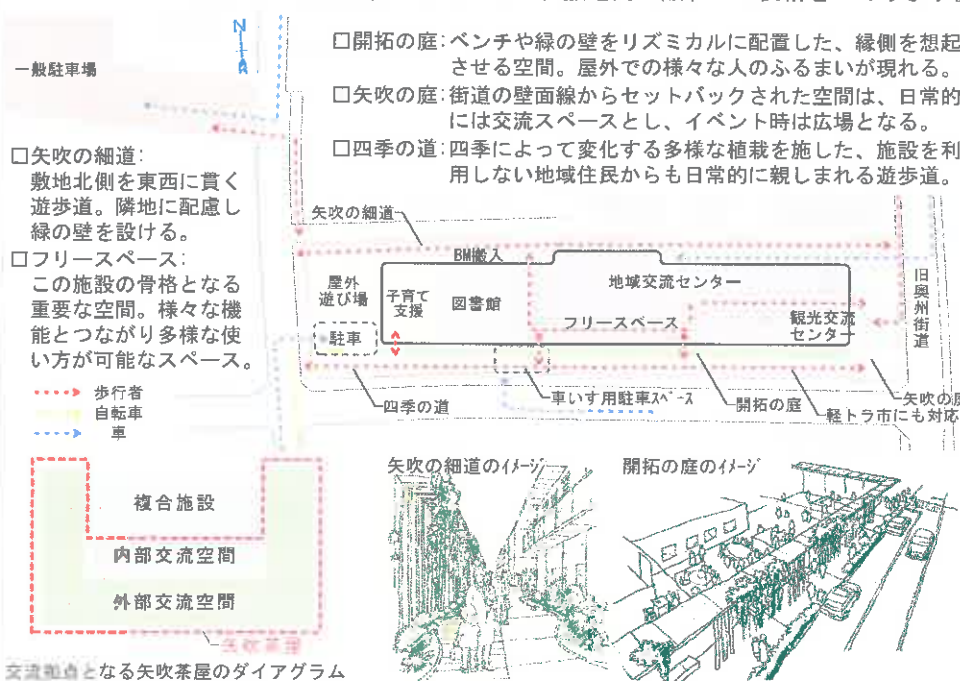 N
一般駐車場
□開拓の庭:ベンチや緑の壁をリズミカルに配置した、縁側を想起
させる空間。屋外での様々な人のふるまいが現れる。
□矢吹の庭:街道の壁面線からセットバックされた空間は、日常的
には交流スペースとし、イベント時は広場となる。
□四季の道:四季によって変化する多様な植栽を施した、施設を利
用しない地域住民からも日常的に親しまれる遊歩道。
□矢吹の細道:
敷地北側を東西に貫く
遊歩道。隣地に配慮し
緑の壁を設ける。
□フリースペース:
この施設の骨格となる
重要な空間。様々な機
能とつながり多様な使
い方が可能なスペース。
歩行者
自転車
車
矢吹の細道
BM搬入
屋外
遊び場
子育て
支援
図書館
地域交流センター
フリースペース
観光交流
センター
旧奥州街道
駐車
四季の道
車いす用駐車スペース
開拓の庭
矢吹の庭
軽トラ市にも対応
複合施設
内部交流空間
外部交流空間
矢吹茶屋
交流拠点となる矢吹茶屋のダイアグラム
矢吹の細道のイメージ
開拓の庭のイメージ